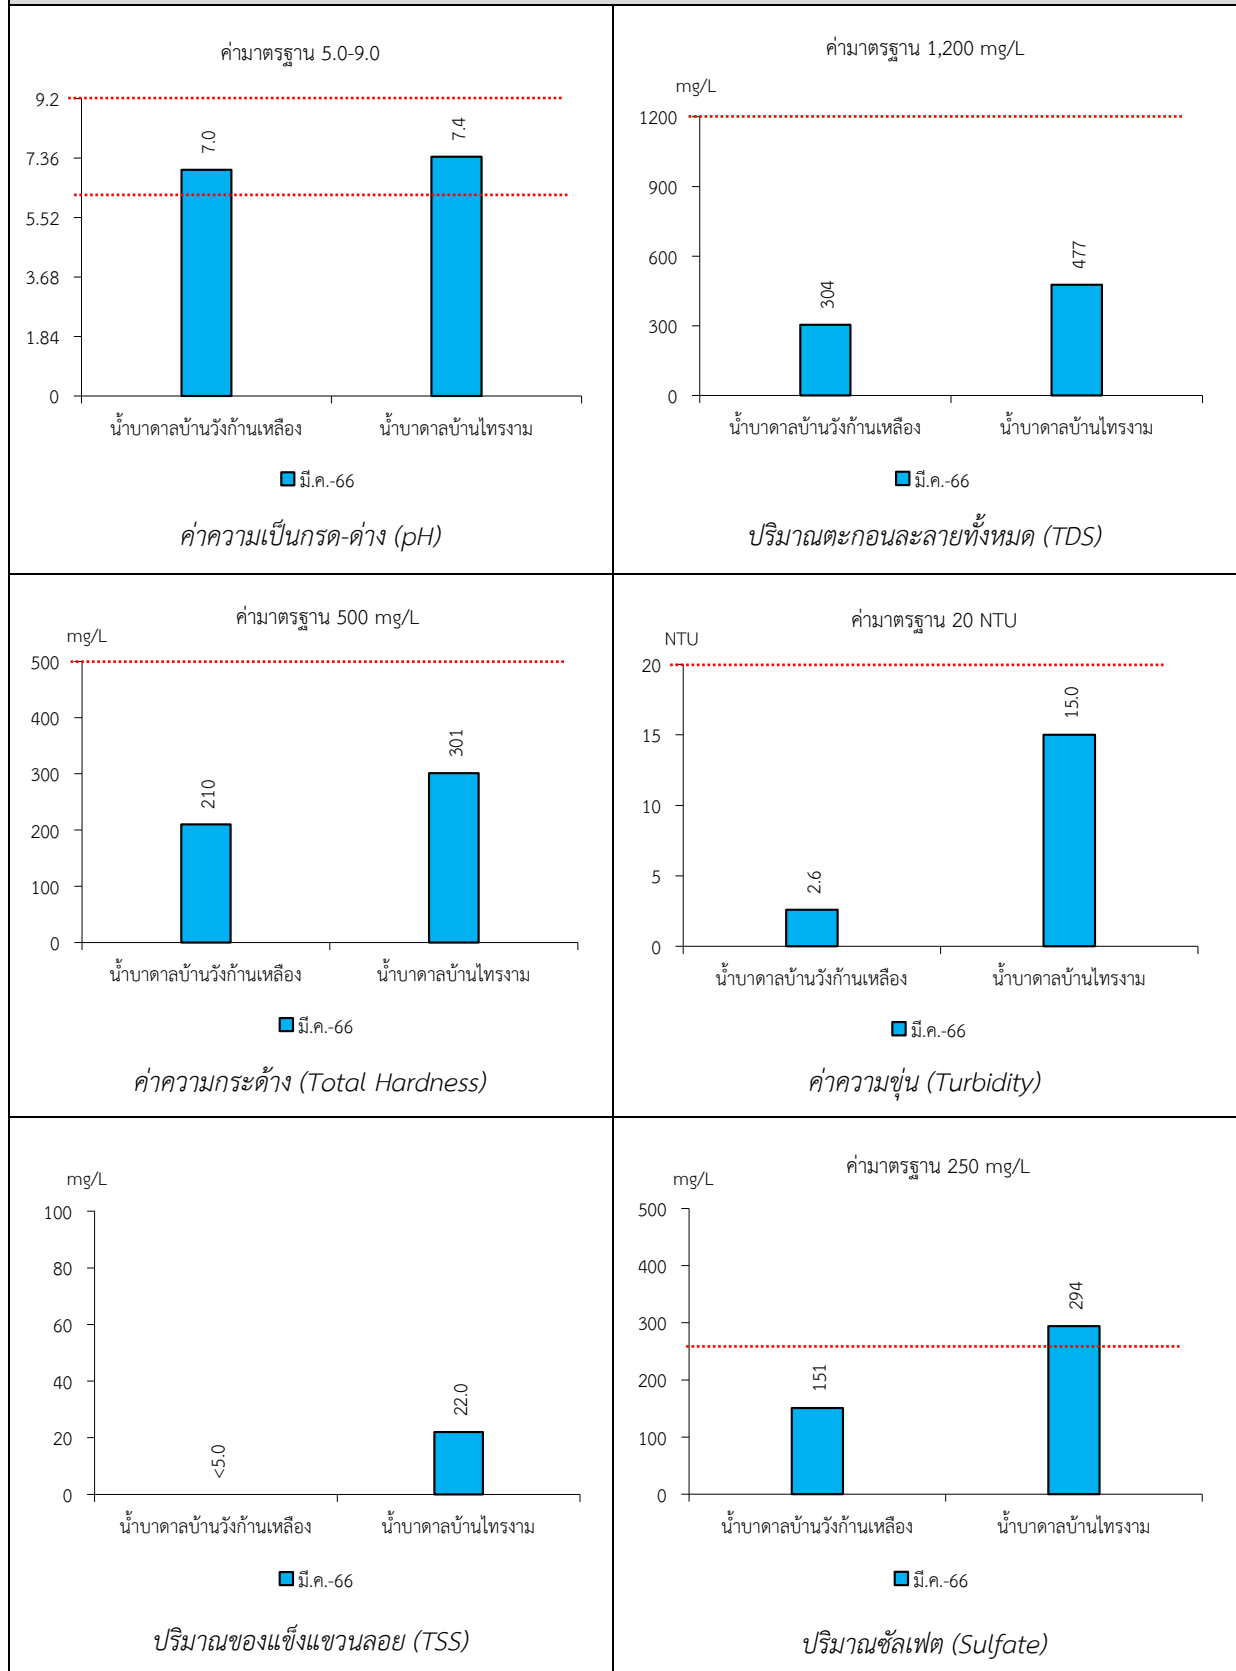 ค่ามาตรฐาน 5.0-9.0
9.2
7.36
5.52
3.68
1.84
0
7.0
7.4
น้ำบาดาลบ้านวังก้านเหลือง
น้ำบาดาลบ้านไทรงาม
มี.ค.-66
ค่าความเป็นกรด-ด่าง (pH)
ค่ามาตรฐาน 1,200 mg/L
mg/L
1200
900
600
300
0
304
477
น้ำบาดาลบ้านวังก้านเหลือง
น้ำบาดาลบ้านไทรงาม
มี.ค.-66
ปริมาณตะกอนละลายทั้งหมด (TDS)
ค่ามาตรฐาน 500 mg/L
mg/L
500
400
300
200
100
0
210
301
น้ำบาดาลบ้านวังก้านเหลือง
น้ำบาดาลบ้านไทรงาม
มี.ค.-66
ค่าความกระด้าง (Total Hardness)
ค่ามาตรฐาน 20 NTU
NTU
20
15
10
5
0
2.6
15.0
น้ำบาดาลบ้านวังก้านเหลือง
น้ำบาดาลบ้านไทรงาม
มี.ค.-66
ค่าความขุ่น (Turbidity)
mg/L
100
80
60
40
20
0
<5.0
22.0
น้ำบาดาลบ้านวังก้านเหลือง
น้ำบาดาลบ้านไทรงาม
มี.ค.-66
ปริมาณของแข็งแขวนลอย (TSS)
ค่ามาตรฐาน 250 mg/L
mg/L
500
400
300
200
100
0
151
294
น้ำบาดาลบ้านวังก้านเหลือง
น้ำบาดาลบ้านไทรงาม
มี.ค.-66
ปริมาณซัลเฟต (Sulfate)